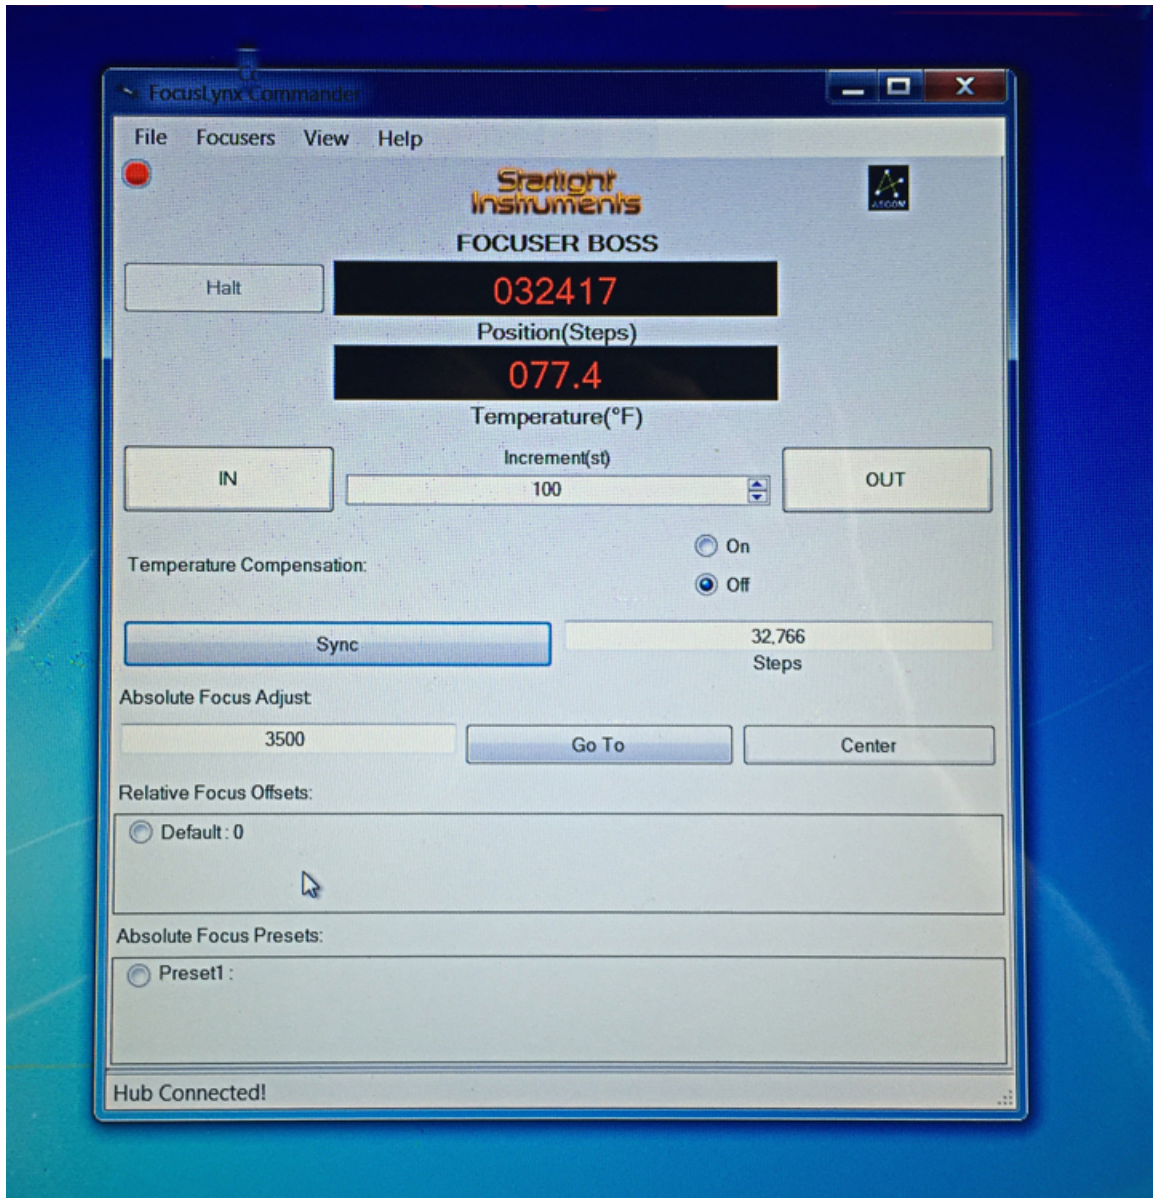 FocusLynx Commander
File Focusers View Help
Starlight
Instruments
ASCOM
FOCUSER BOSS
Halt
032417
Position(Steps)
077.4
Temperature(°F)
IN
Increment(st)
100
OUT
Temperature Compensation:
On
Off
Sync
32,766
Steps
Absolute Focus Adjust
3500
Go To
Center
Relative Focus Offsets:
Default : 0
Absolute Focus Presets:
Preset1 :
Hub Connected!